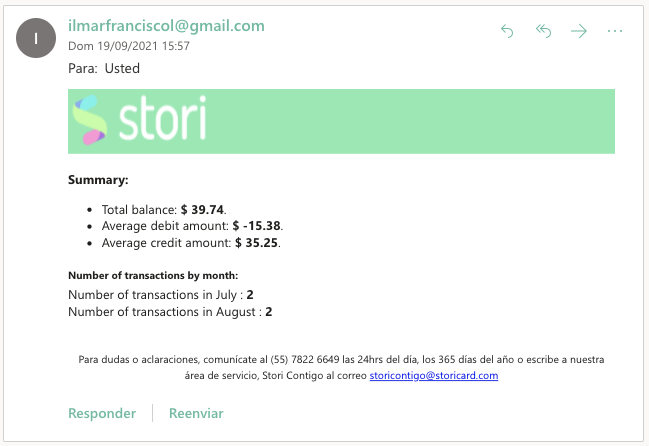 I
ilmarfranciscol@gmail.com
Dom 19/09/2021 15:57
Para: Usted
stori
Summary:
• Total balance: $ 39.74.
• Average debit amount: $ -15.38.
• Average credit amount: $ 35.25.
Number of transactions by month:
Number of transactions in July : 2
Number of transactions in August : 2
Para dudas o aclaraciones, comunícate al (55) 7822 6649 las 24hrs del día, los 365 días del año o escribe a nuestra
área de servicio, Stori Contigo al correo storicontigo@storicard.com
Responder
Reenviar